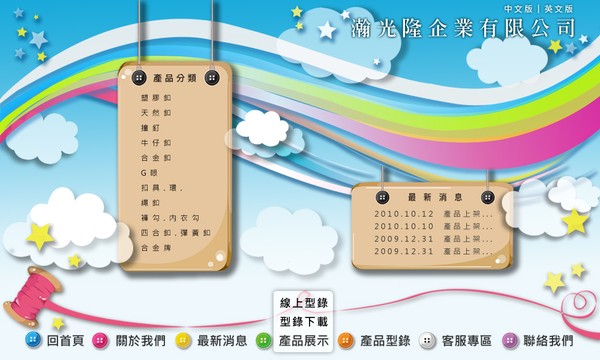 中文版 | 英文版
瀚光隆企業有限公司
產品分類
塑膠釦
天然釦
撞釘
牛仔釦
合金釦
G眼
扣具,環,
繩釦
褲勾,內衣勾
四合釦,彈簧釦
合金牌
最新消息
2010.10.12 產品上架...
2010.10.10 產品上架...
2009.12.31 產品上架...
2009.12.31 產品上架...
線上型錄
型錄下載
回首頁 關於我們 最新消息 產品展示 產品型錄 客服專區 聯絡我們